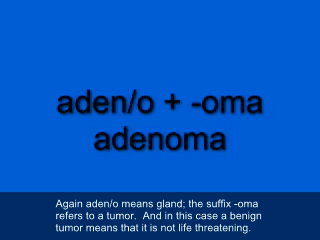 aden/o + -oma
adenoma
Again aden/o means gland; the suffix -oma
refers to a tumor.  And in this case a benign
tumor means that it is not life threatening.